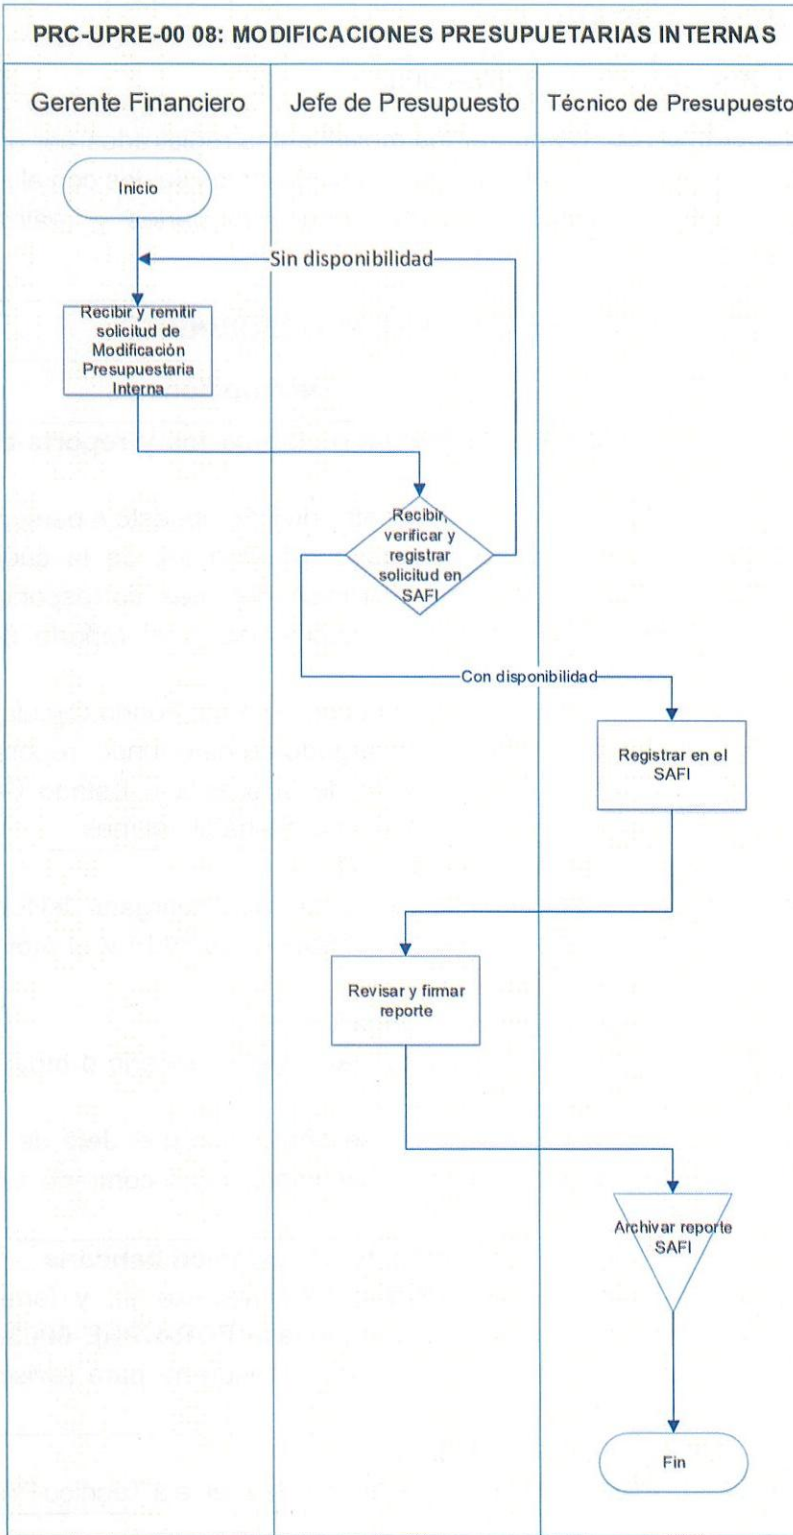 PRC-UPRE-00 08: MODIFICACIONES PRESUPUETARIAS INTERNAS
Gerente Financiero
Jefe de Presupuesto
Técnico de Presupuesto
Inicio
Sin disponibilidad
Recibir y remitir
solicitud de
Modificación
Presupuestaria
Interna
Recibir,
verificar y
registrar
solicitud en
SAFI
Con disponibilidad
Registrar en el
SAFI
Revisar y firmar
reporte
Archivar reporte
SAFI
Fin